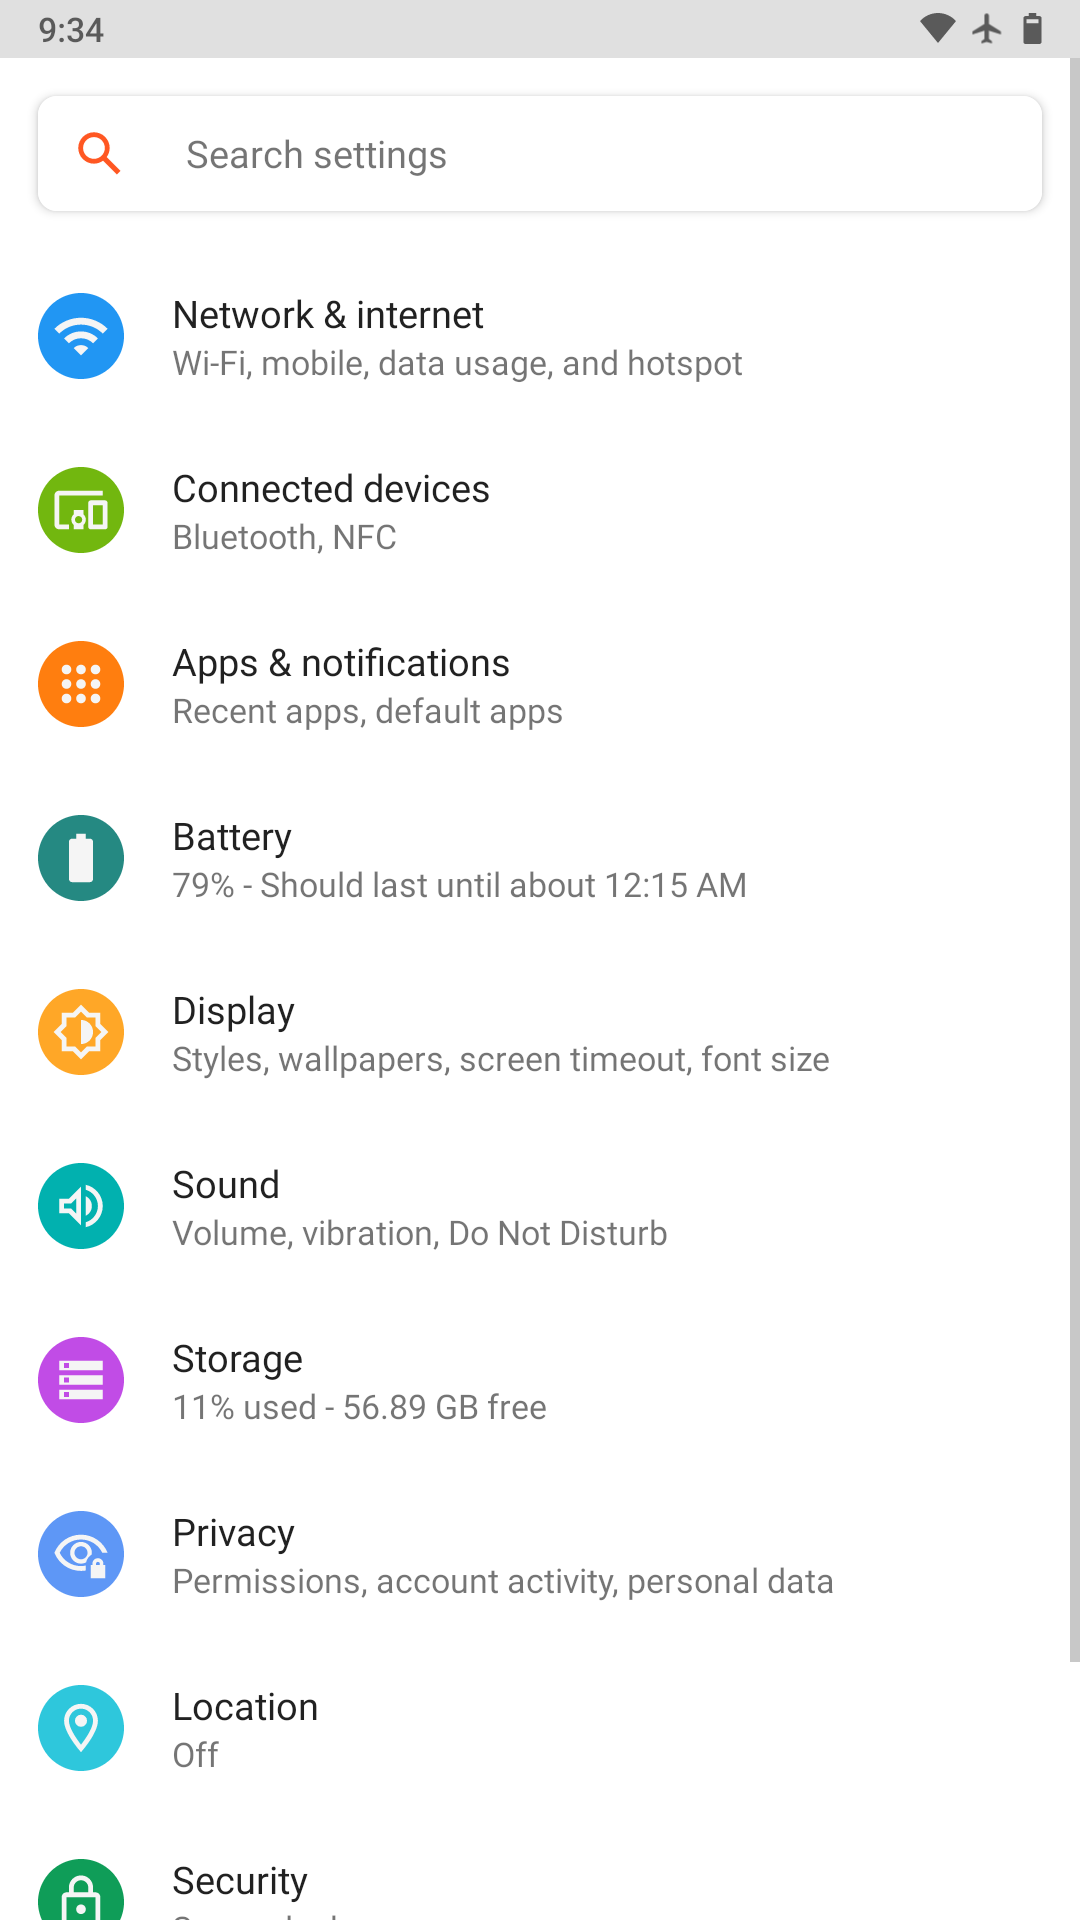 9:34
Search settings
Network & internet
Wi-Fi, mobile, data usage, and hotspot
Connected devices
Bluetooth, NFC
Apps & notifications
Recent apps, default apps
Battery
79% - Should last until about 12:15 AM
Display
Styles, wallpapers, screen timeout, font size
Sound
Volume, vibration, Do Not Disturb
Storage
11% used - 56.89 GB free
Privacy
Permissions, account activity, personal data
Location
Off
Security